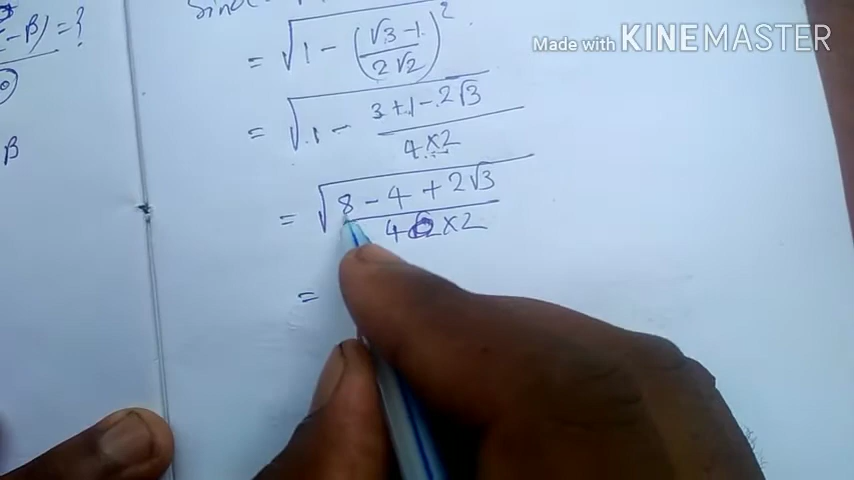 - β) = ?
β
= √1 - (√3 - 1 / 2√2)²
= √1 - 3 + 1 - 2√3 / 4 × 2
= √8 - 4 + 2√3 / 4 × 2
=
Made with KINEMASTER